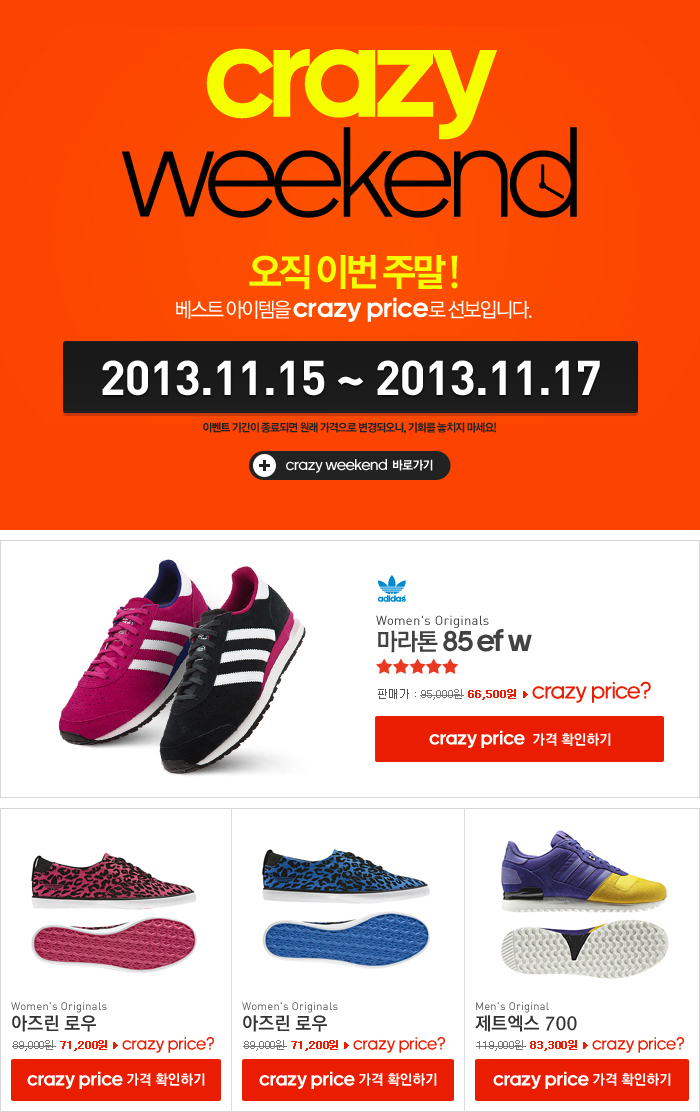 crazy
weekend
오직 이번 주말!
베스트 아이템을 crazy price로 선보입니다.
2013.11.15 ~ 2013.11.17
이벤트 기간이 종료되면 원래 가격으로 변경되오니, 기회를 놓치지 마세요!
crazy weekend 바로가기
adidas
Women's Originals
마라톤 85 ef w
판매가 : 95,000원 66,500원 crazy price?
crazy price 가격 확인하기
Women's Originals
아즈린 로우
89,000원 71,200원 crazy price?
crazy price 가격 확인하기
Women's Originals
아즈린 로우
89,000원 71,200원 crazy price?
crazy price 가격 확인하기
Men's Original
제트엑스 700
119,000원 83,300원 crazy price?
crazy price 가격 확인하기